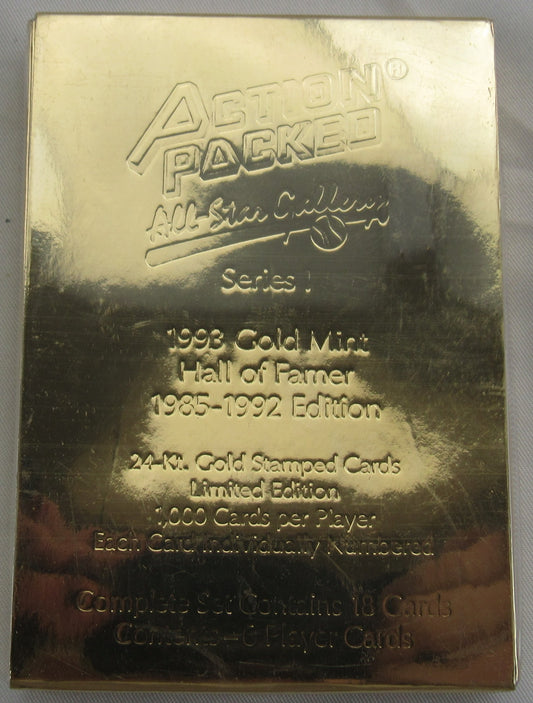 ACTION ®
PACKED
All-Star Gallery
Series I
1993 Gold Mint
Hall of Famer
1985-1992 Edition
24-Kt. Gold Stamped Cards
Limited Edition
1,000 Cards per Player
Each Card Individually Numbered
Complete Set Contains 18 Cards
Contents-6 Player Cards